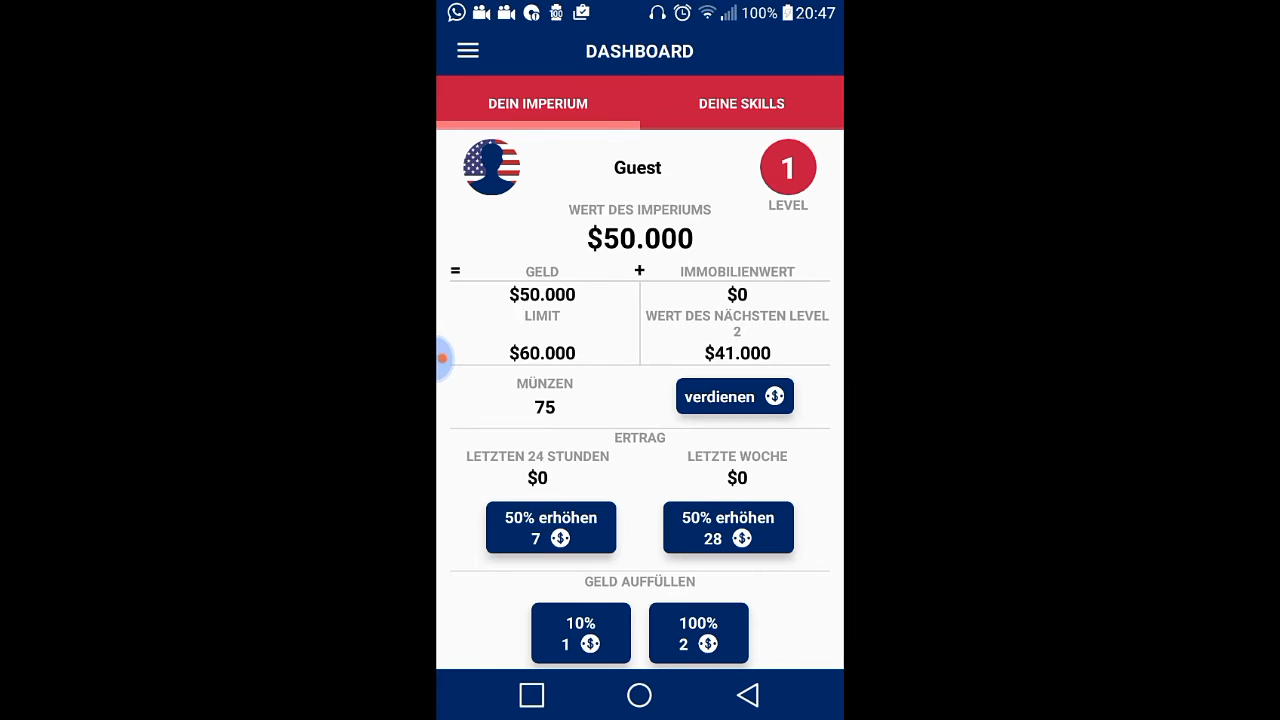 100% 20:47
DASHBOARD
DEIN IMPERIUM DEINE SKILLS
Guest
1
LEVEL
WERT DES IMPERIUMS
$50.000
= GELD + IMMOBILIENWERT
$50.000 $0
LIMIT WERT DES NÄCHSTEN LEVEL
2
$60.000 $41.000
MÜNZEN
75
verdienen $
ERTRAG
LETZTEN 24 STUNDEN LETZTE WOCHE
$0 $0
50% erhöhen 50% erhöhen
7 $ 28 $
GELD AUFFÜLLEN
10% 100%
1 $ 2 $